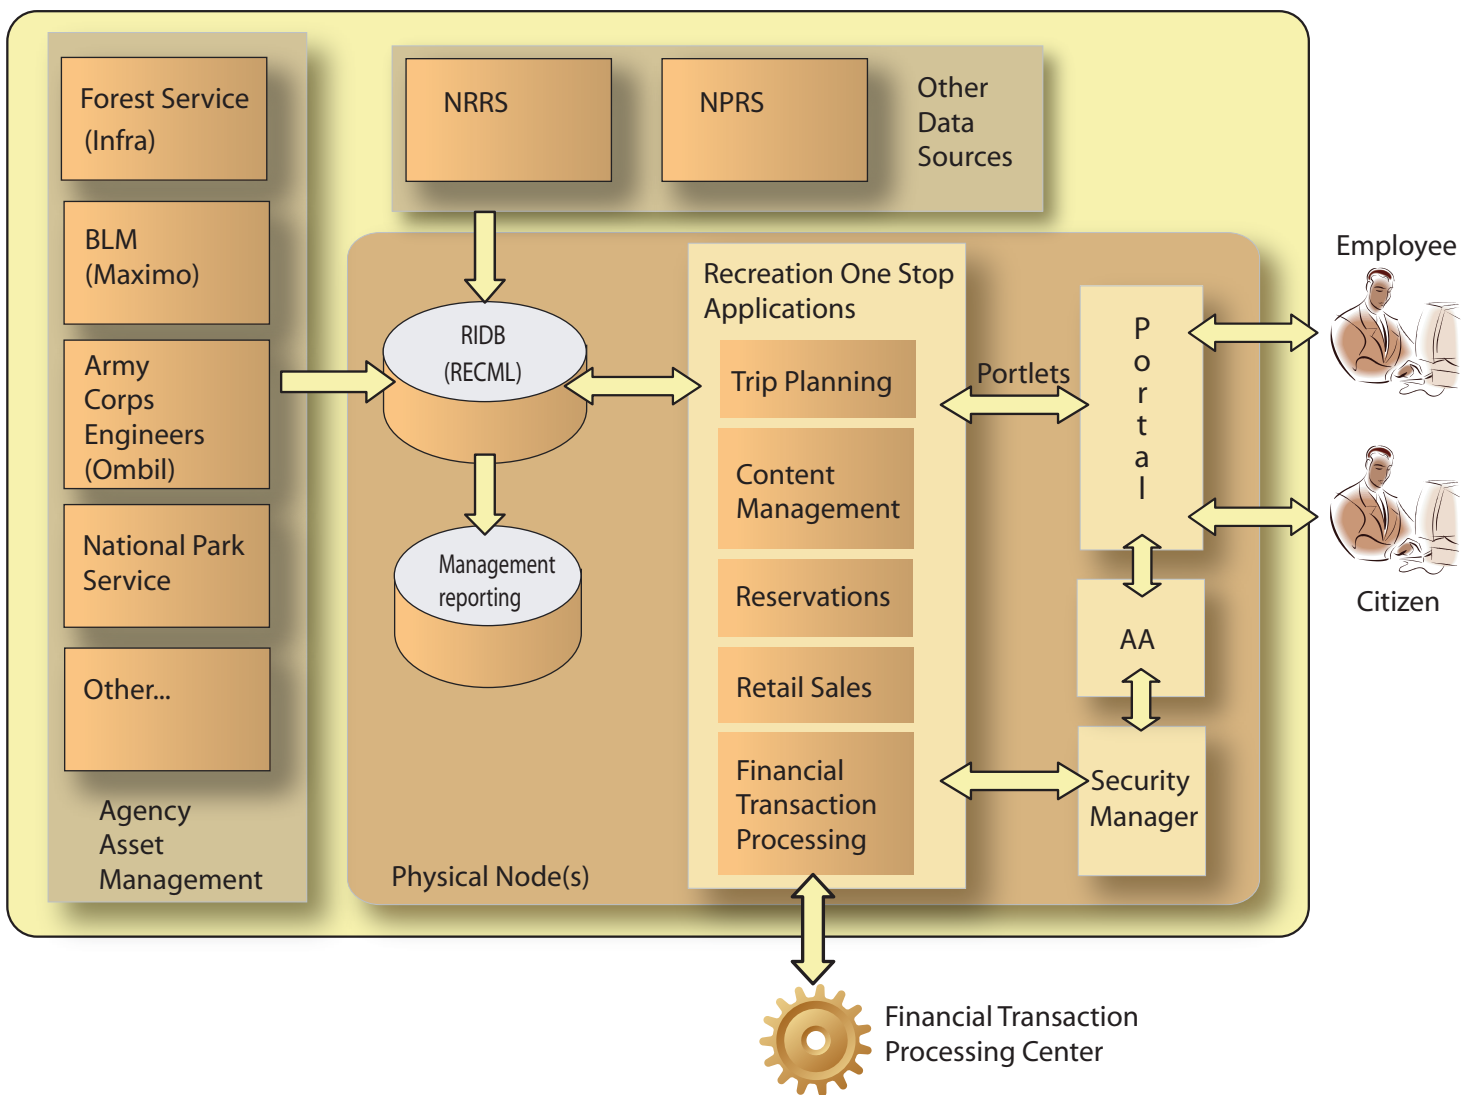 Forest Service
(Infra)
BLM
(Maximo)
Army
Corps
Engineers
(Ombil)
National Park
Service
Other...
Agency
Asset
Management
NRRS
NPRS
Other
Data
Sources
RIDB
(RECML)
Management
reporting
Physical Node(s)
Recreation One Stop
Applications
Trip Planning
Content
Management
Reservations
Retail Sales
Financial
Transaction
Processing
Portlets
Portal
AA
Security
Manager
Employee
Citizen
Financial Transaction
Processing Center